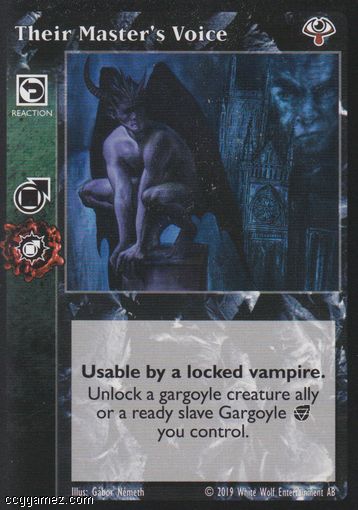 Their Master's Voice
REACTION
Usable by a locked vampire.
Unlock a gargoyle creature ally
or a ready slave Gargoyle
you control.
Illus: Gábor Németh
© 2019 White Wolf Entertainment AB
ccggamez.com